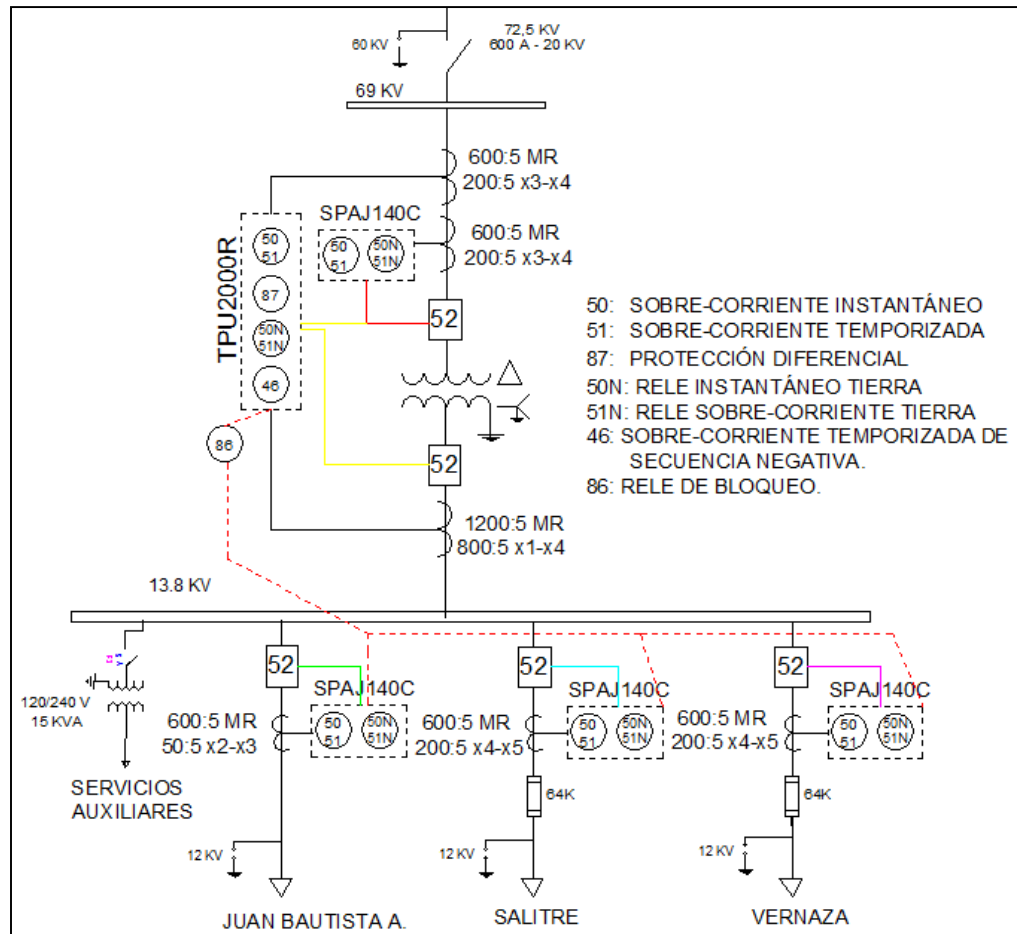 72,5 KV
60 KV
600 A - 20 KV
69 KV
600:5 MR
200:5 x3-x4
SPAJ140C
50
51
50N
51N
600:5 MR
200:5 x3-x4
TPU2000R
50
51
87
50N
51N
46
52
86
52
1200:5 MR
800:5 x1-x4
50: SOBRE-CORRIENTE INSTANTÁNEO
51: SOBRE-CORRIENTE TEMPORIZADA
87: PROTECCIÓN DIFERENCIAL
50N: RELE INSTANTÁNEO TIERRA
51N: RELE SOBRE-CORRIENTE TIERRA
46: SOBRE-CORRIENTE TEMPORIZADA DE
SECUENCIA NEGATIVA.
86: RELE DE BLOQUEO.
13.8 KV
120/240 V
15 KVA
SERVICIOS
AUXILIARES
52
SPAJ140C
600:5 MR
50:5 x2-x3
50
51
50N
51N
12 KV
JUAN BAUTISTA A.
52
SPAJ140C
600:5 MR
200:5 x4-x5
50
51
50N
51N
64K
12 KV
SALITRE
52
SPAJ140C
600:5 MR
200:5 x4-x5
50
51
50N
51N
64K
12 KV
VERNAZA